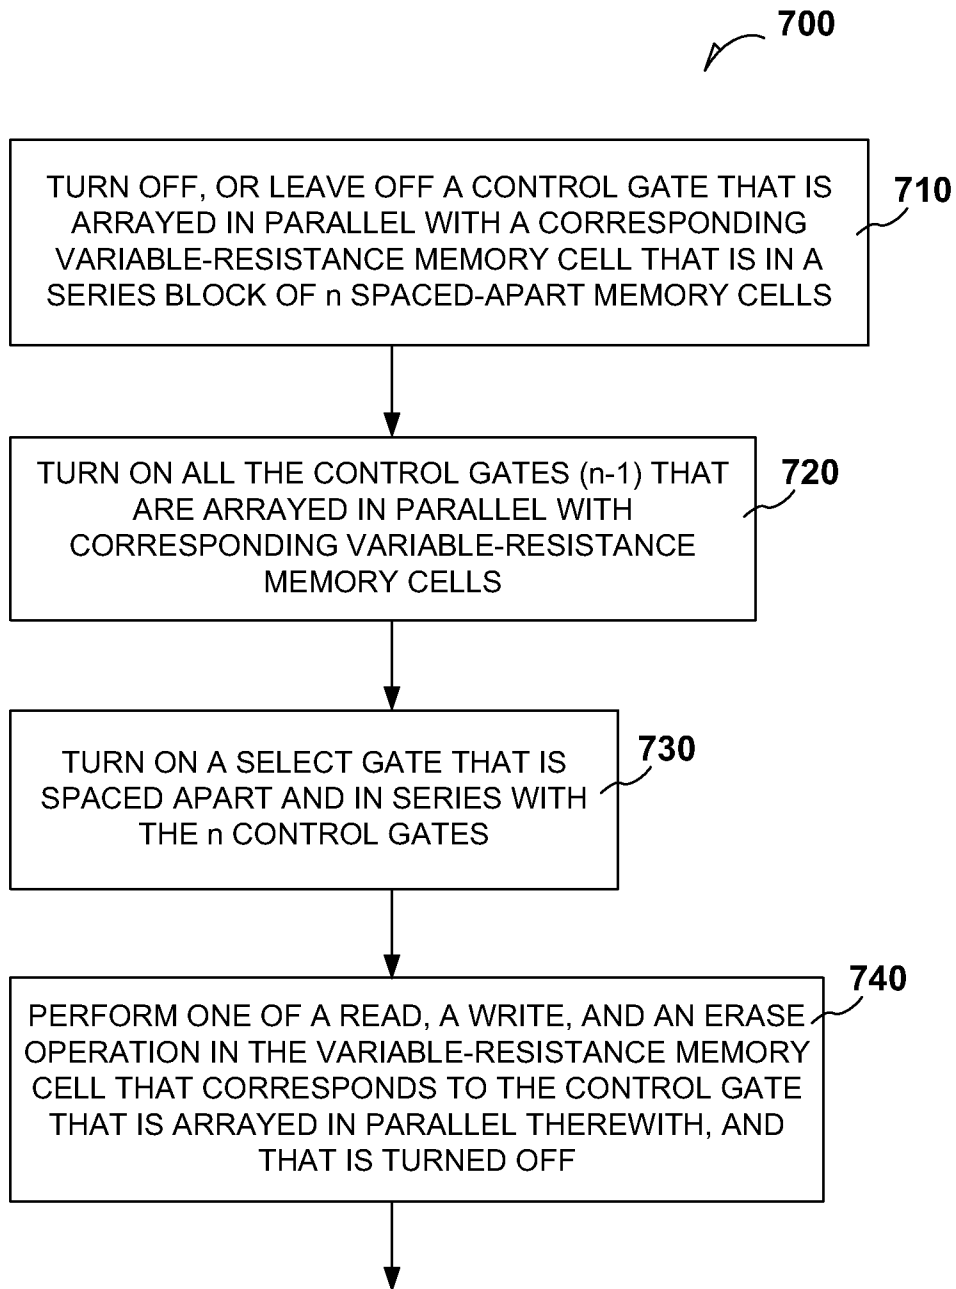 700
TURN OFF, OR LEAVE OFF A CONTROL GATE THAT IS
ARRAYED IN PARALLEL WITH A CORRESPONDING
VARIABLE-RESISTANCE MEMORY CELL THAT IS IN A
SERIES BLOCK OF n SPACED-APART MEMORY CELLS
710
TURN ON ALL THE CONTROL GATES (n-1) THAT
ARE ARRAYED IN PARALLEL WITH
CORRESPONDING VARIABLE-RESISTANCE
MEMORY CELLS
720
TURN ON A SELECT GATE THAT IS
SPACED APART AND IN SERIES WITH
THE n CONTROL GATES
730
PERFORM ONE OF A READ, A WRITE, AND AN ERASE
OPERATION IN THE VARIABLE-RESISTANCE MEMORY
CELL THAT CORRESPONDS TO THE CONTROL GATE
THAT IS ARRAYED IN PARALLEL THEREWITH, AND
THAT IS TURNED OFF
740